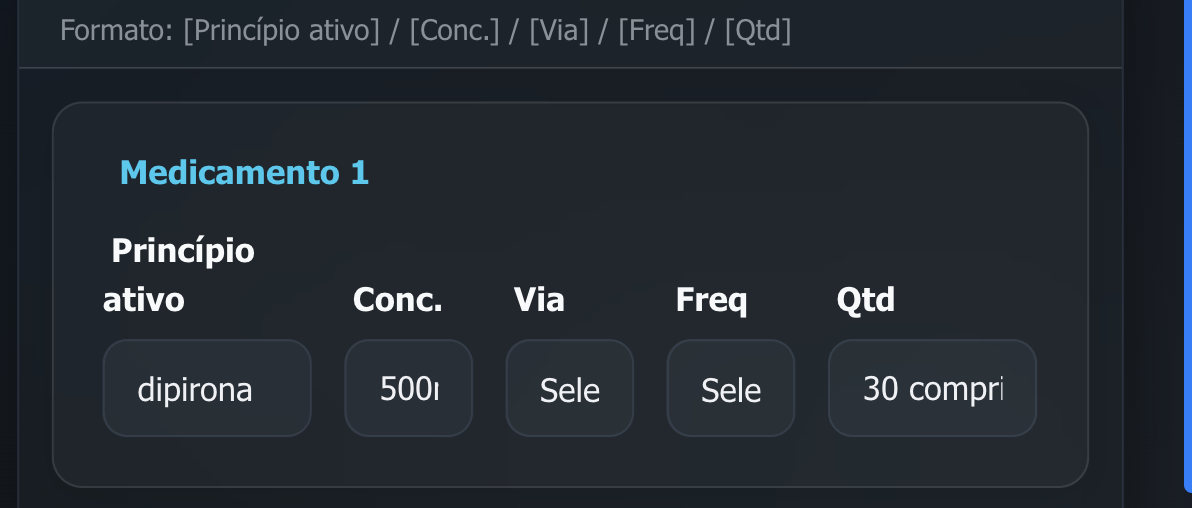 Formato: [Princípio ativo] / [Conc.] / [Via] / [Freq] / [Qtd]
Medicamento 1
Princípio
ativo Conc. Via Freq Qtd
dipirona 500 Sele Sele 30 compri